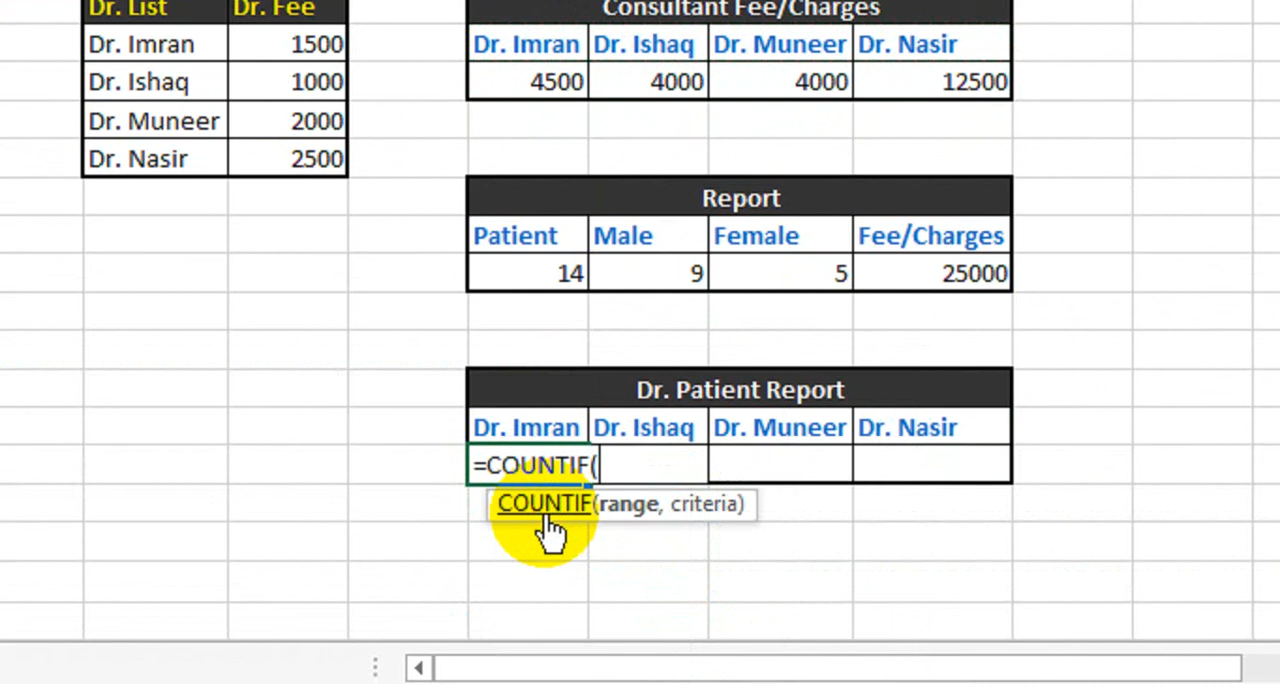 Dr. List Dr. Fee
Dr. Imran 1500
Dr. Ishaq 1000
Dr. Muneer 2000
Dr. Nasir 2500
Consultant Fee/Charges
Dr. Imran Dr. Ishaq Dr. Muneer Dr. Nasir
4500 4000 4000 12500
Report
Patient Male Female Fee/Charges
14 9 5 25000
Dr. Patient Report
Dr. Imran Dr. Ishaq Dr. Muneer Dr. Nasir
=COUNTIF(
COUNTIF(range, criteria)